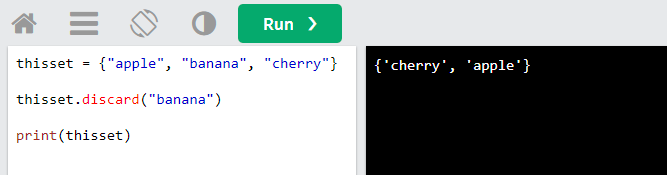 Run ❯
thisset = {"apple", "banana", "cherry"}
thisset.discard("banana")
print(thisset)
{'cherry', 'apple'}